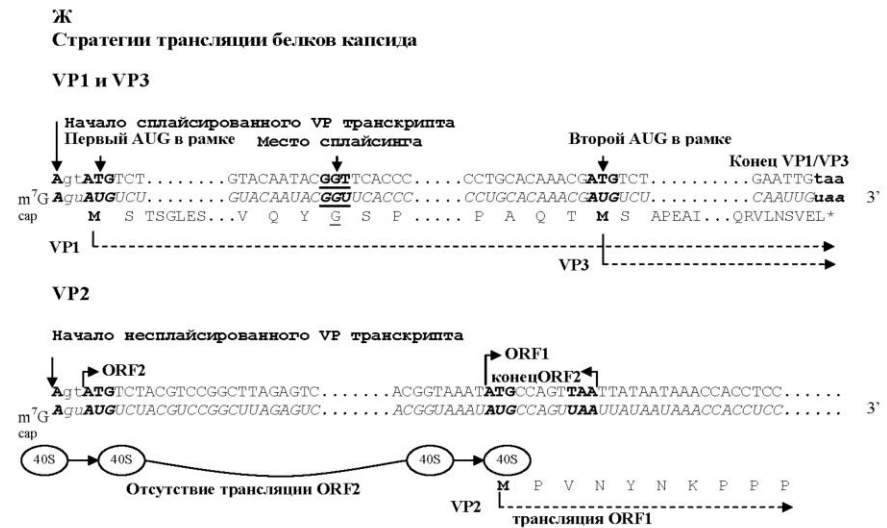 Ж
Стратегии трансляции белков капсида
VP1 и VP3
Начало сплайсированного VP транскрипта
Первый AUG в рамке Место сплайсинга Второй AUG в рамке Конец VP1/VP3
AgtATGTCT.......GTACAATACGGTTCACCC.....CCTGCACAAACGATGTCT.......GAATTGtaa
m7G AguAUGUCU.......GUACAAUACGGUUCACCC.....CCUGCACAAACGAUGUCU.......CAAUUGuaa 3’
cap M S TSGLES...V Q Y G S P ... P A Q T M S APEAI...QRVLNSVEL*
VP1
VP3
VP2
Начало несплайсированного VP транскрипта
ORF2 ORF1
конецORF2
AgtATGTCTACGTCCGGCTTAGAGTC.......ACGGTAAATATGCCAGTTAATTATAATAAACCACCTCC......
m7G AguAUGUCUACGUCCGGCUUAGAGUC.......ACGGUAAAUAUGCCAGUUAAUUAUAAUAAACCACCUCC...... 3’
cap
40S 40S 40S 40S
Отсутствие трансляции ORF2
VP2 M P V N Y N K P P P
трансляция ORF1